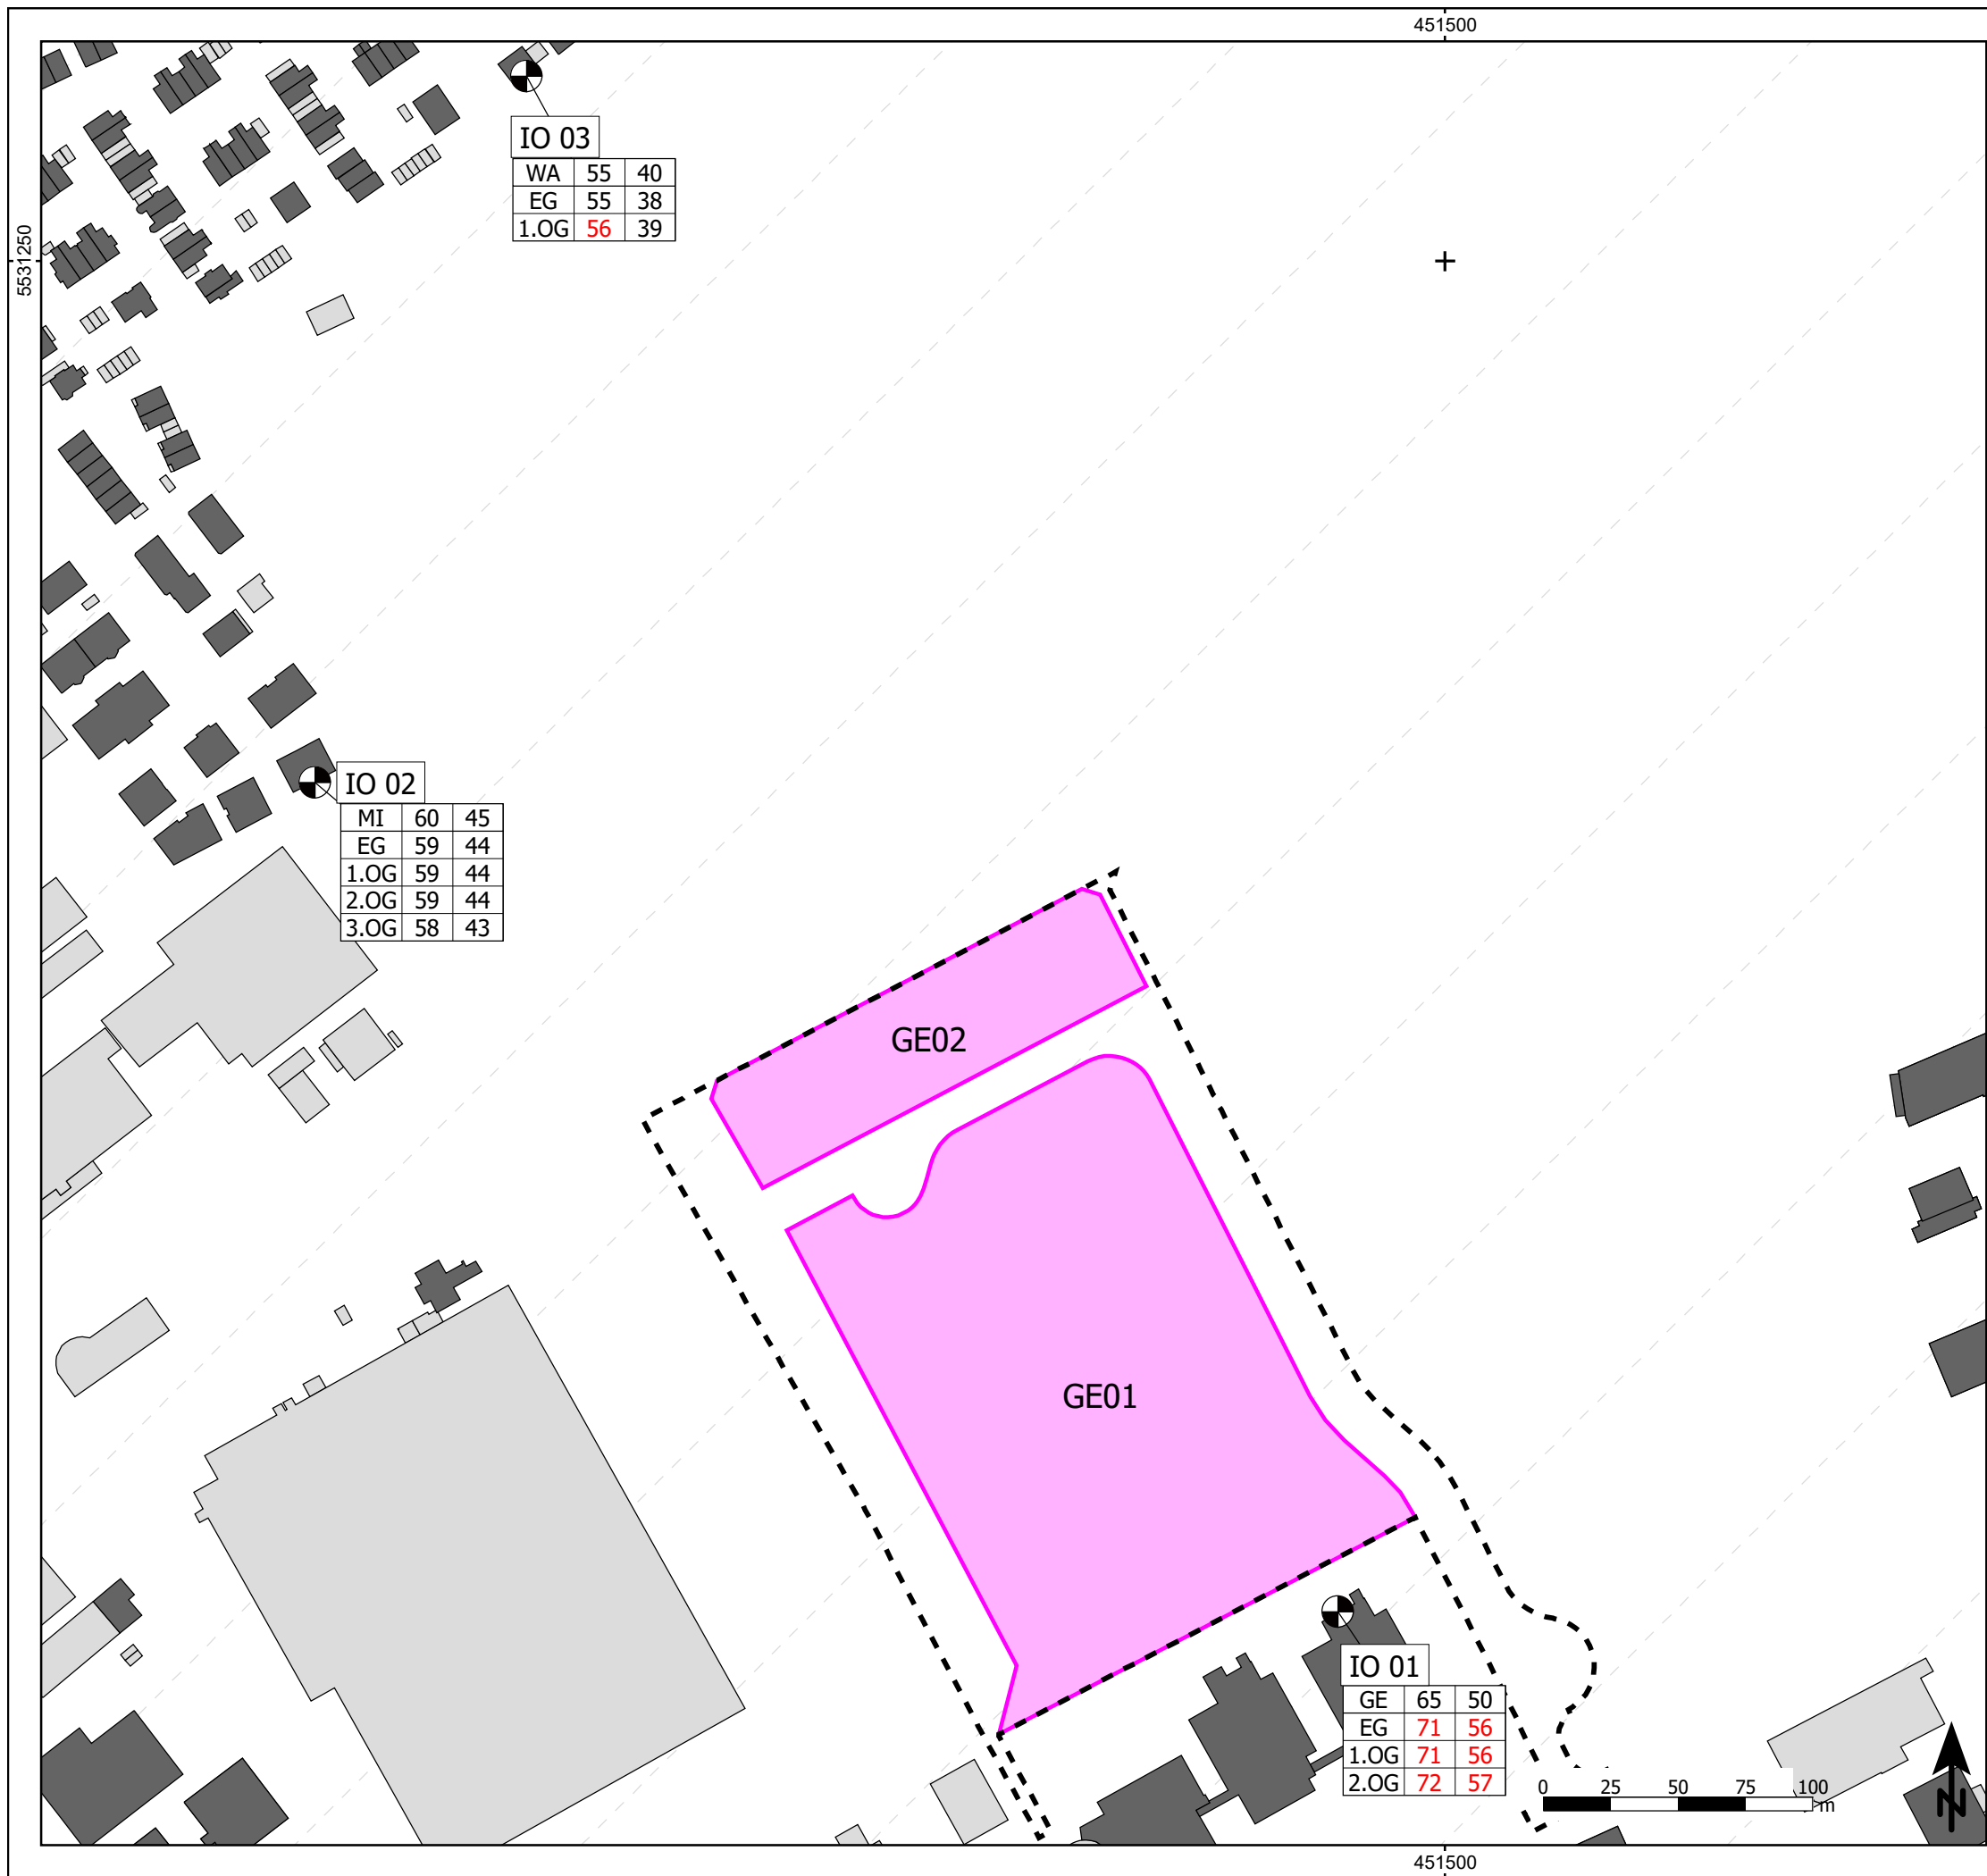 451500
5531250
IO 03
WA 55 40
EG 55 38
1.OG 56 39
IO 02
MI 60 45
EG 59 44
1.OG 59 44
2.OG 59 44
3.OG 58 43
GE02
GE01
IO 01
GE 65 50
EG 71 56
1.OG 71 56
2.OG 72 57
0 25 50 75 100
m
N
451500